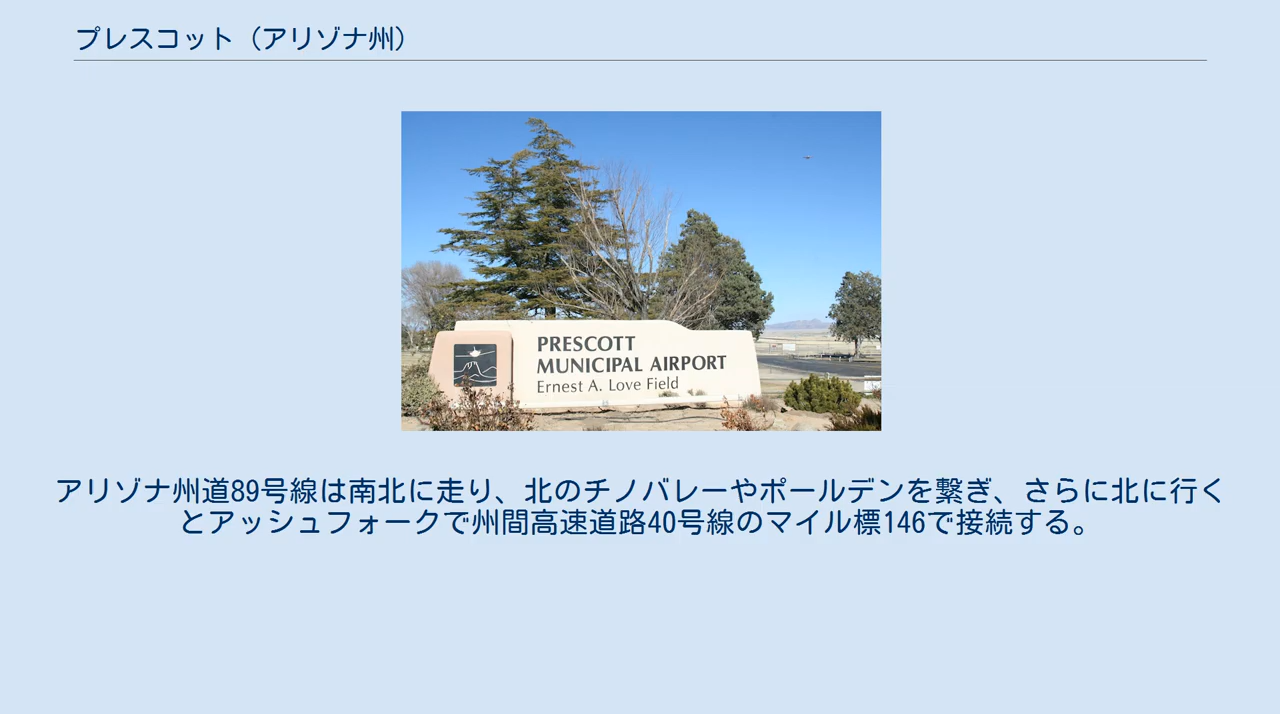 プレスコット（アリゾナ州）
PRESCOTT
MUNICIPAL AIRPORT
Ernest A. Love Field
アリゾナ州道89号線は南北に走り、北のチノバレーやポールデンを繋ぎ、さらに北に行く
とアッシュフォークで州間高速道路40号線のマイル標146で接続する。